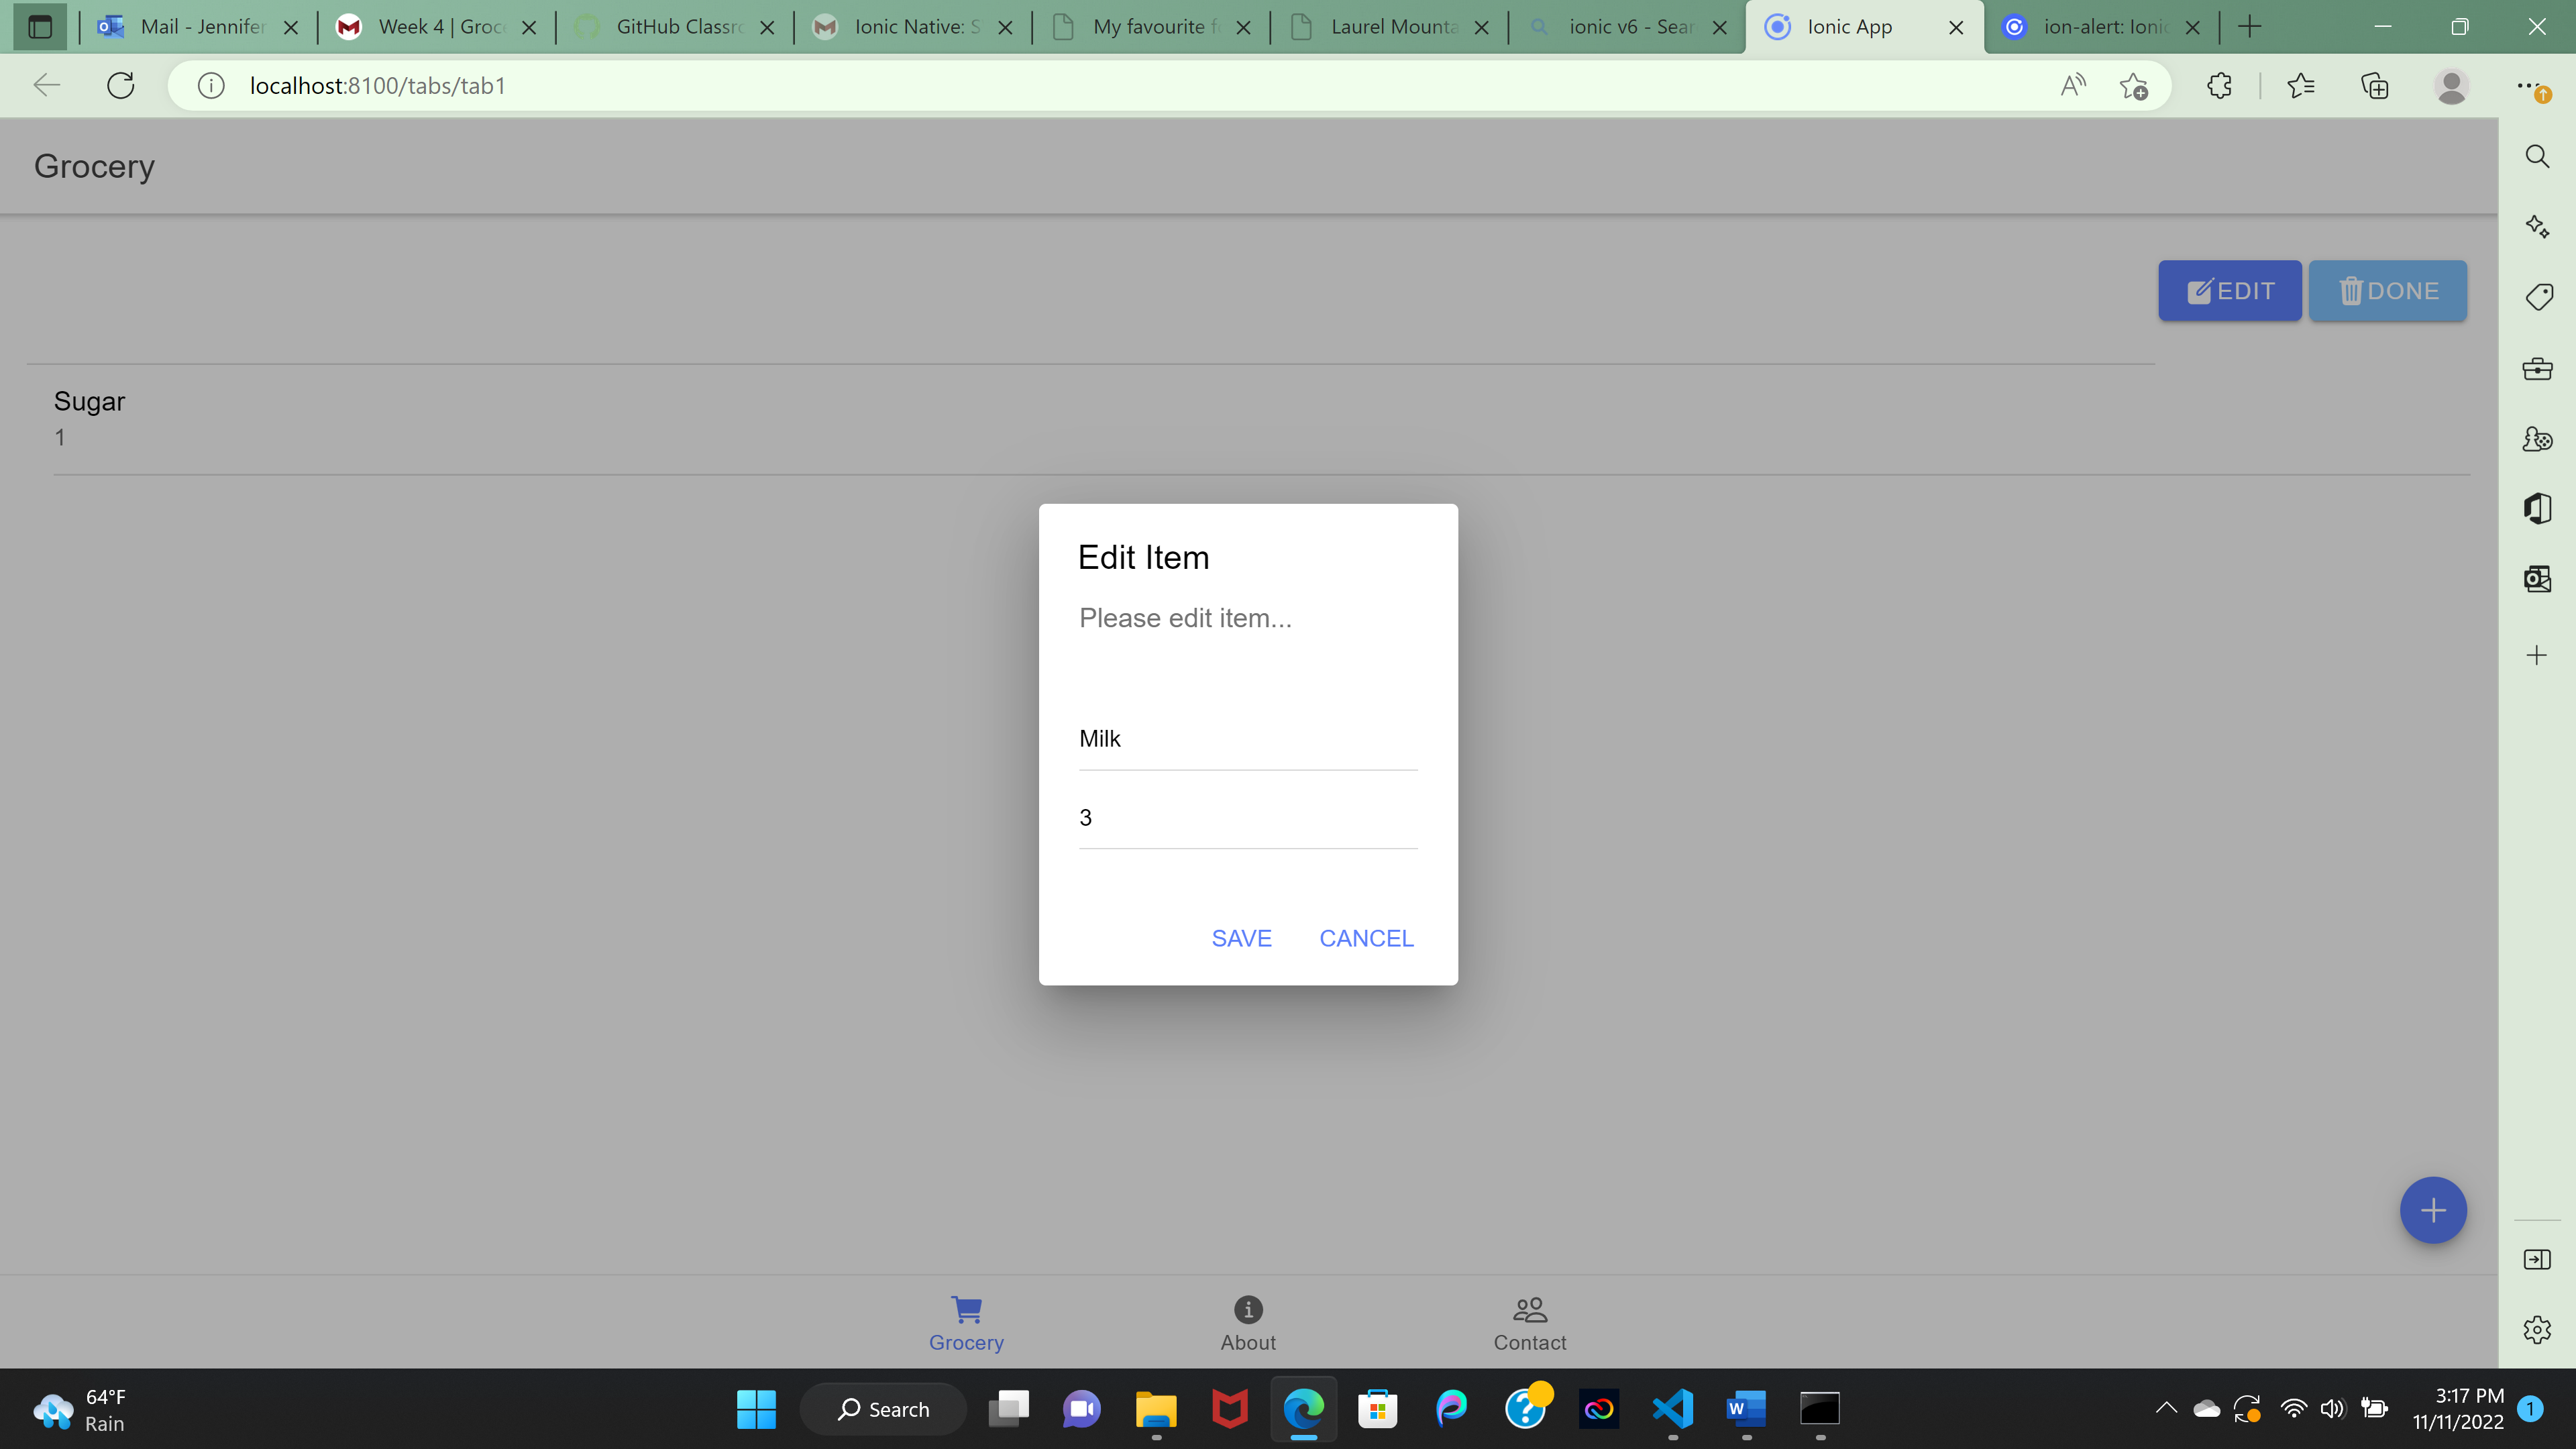 Mail - Jennifer
Week 4 | Groce
GitHub Classro
Ionic Native: S
My favourite f
Laurel Mounta
ionic v6 - Sear
Ionic App
ion-alert: Ionic
localhost:8100/tabs/tab1
Grocery
EDIT
DONE
Sugar
1
Edit Item
Please edit item...
Milk
3
SAVE
CANCEL
Grocery
About
Contact
64°F
Rain
Search
3:17 PM
11/11/2022
1